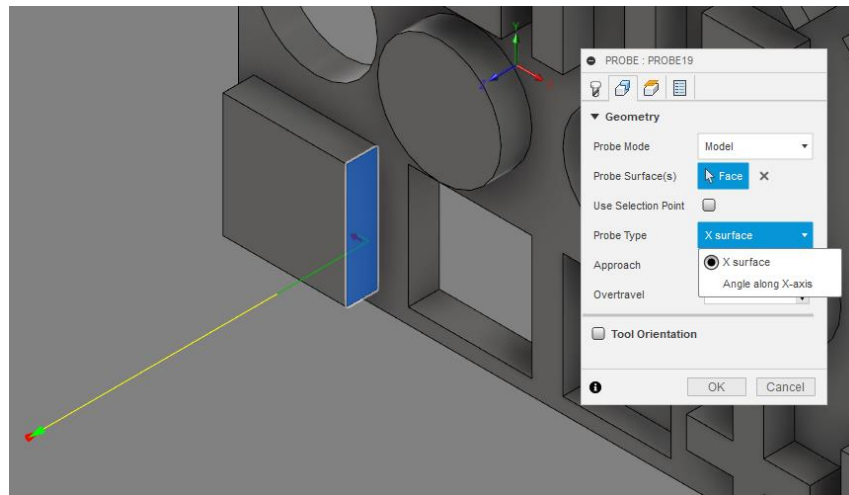 Y
Z
X
PROBE : PROBE19
Geometry
Probe Mode Model
Probe Surface(s) Face
Use Selection Point
Probe Type X surface
X surface
Approach
Angle along X-axis
Overtravel
Tool Orientation
OK Cancel